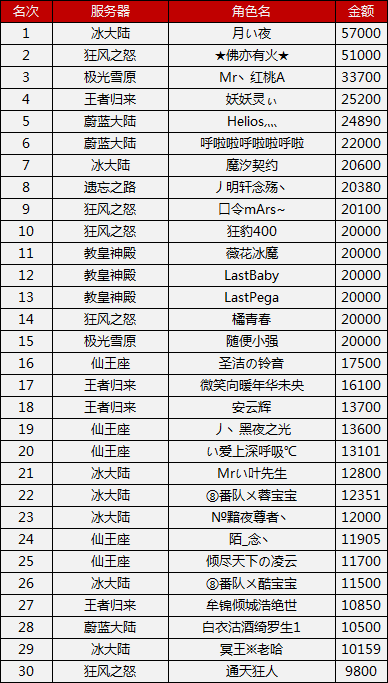 名次 服务器 角色名 金额
1 冰大陆 月い夜 57000
2 狂风之怒 ★佛亦有火★ 51000
3 极光雪原 Mr丶红桃A 33700
4 王者归来 妖妖灵ぃ 25200
5 蔚蓝大陆 Helios灬 24890
6 蔚蓝大陆 呼啦啦呼啦啦呼啦 22000
7 冰大陆 魔汐契约 20600
8 遗忘之路 丿明轩念殇丶 20380
9 狂风之怒 口令mArs~ 20100
10 狂风之怒 狂豹400 20000
11 教皇神殿 薇花冰魔 20000
12 教皇神殿 LastBaby 20000
13 教皇神殿 LastPega 20000
14 狂风之怒 橘青春 20000
15 极光雪原 随便小强 20000
16 仙王座 圣洁の铃音 17500
17 王者归来 微笑向暖年华未央 16100
18 王者归来 安云辉 13700
19 仙王座 丿丶黑夜之光 13600
20 仙王座 い爱上深呼吸℃ 13101
21 冰大陆 Mrい叶先生 12800
22 冰大陆 ⑧番队メ蓉宝宝 12351
23 冰大陆 №黯夜尊者丶 12000
24 仙王座 陌_念丶 11905
25 仙王座 倾尽天下の凌云 11700
26 冰大陆 ⑧番队メ酷宝宝 11500
27 王者归来 牟锦倾城浩绝世 10850
28 蔚蓝大陆 白衣沽酒绮罗生1 10500
29 冰大陆 冥王※老哈 10159
30 狂风之怒 通天狂人 9800